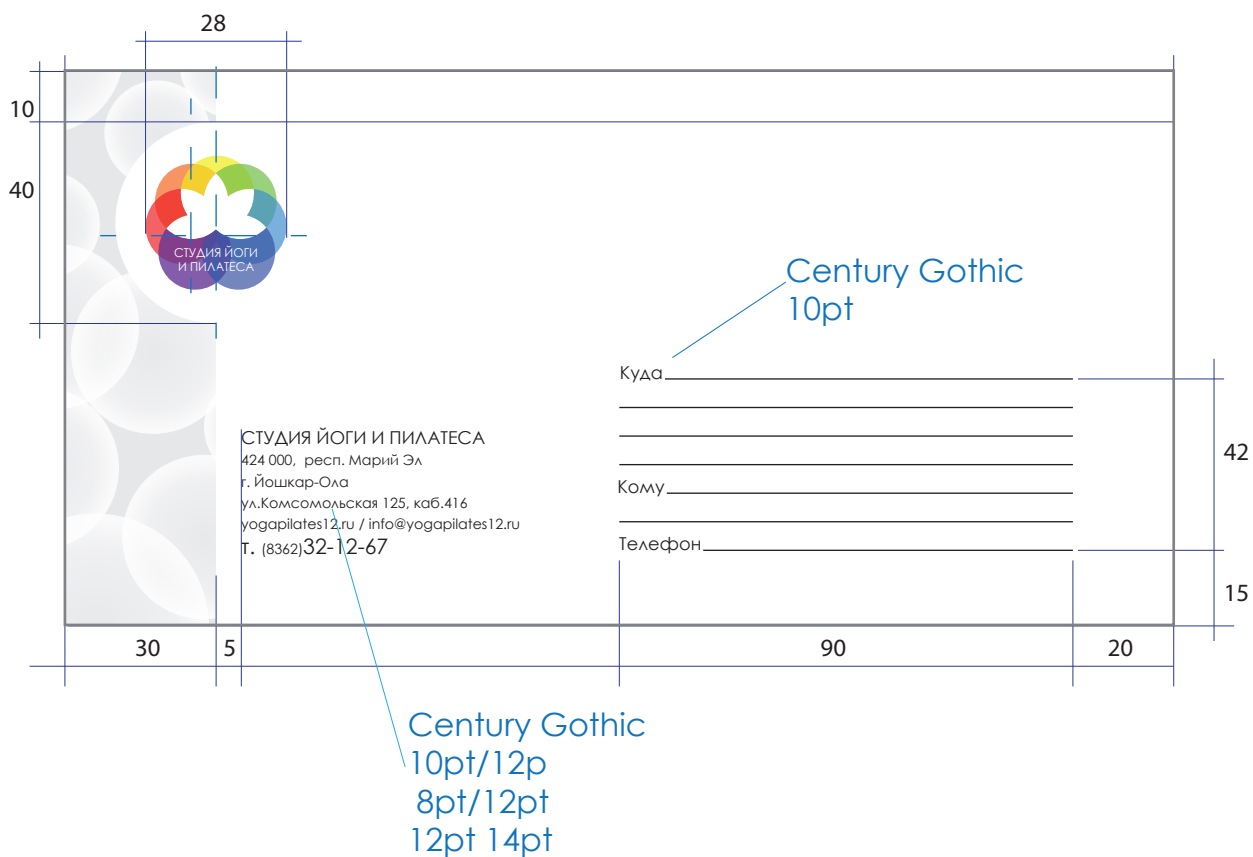 28
10
40
СТУДИЯ ЙОГИ
И ПИЛАТЕСА
Century Gothic
10pt
Куда
Кому
Телефон
42
15
СТУДИЯ ЙОГИ И ПИЛАТЕСА
424 000, респ. Марий Эл
г. Йошкар-Ола
ул.Комсомольская 125, каб.416
yogapilates12.ru / info@yogapilates12.ru
т. (8362)32-12-67
30
5
90
20
Century Gothic
10pt/12p
8pt/12pt
12pt 14pt